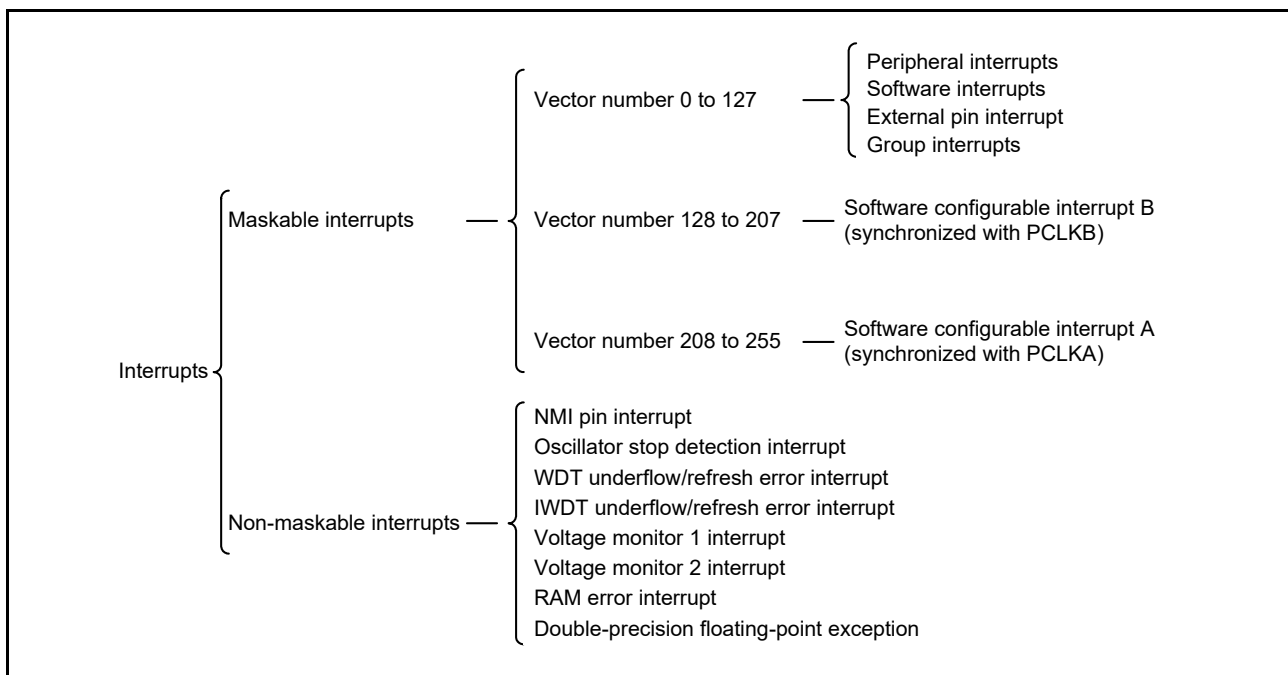 Interrupts
Maskable interrupts
Vector number 0 to 127
Peripheral interrupts
Software interrupts
External pin interrupt
Group interrupts
Vector number 128 to 207
Software configurable interrupt B
(synchronized with PCLKB)
Vector number 208 to 255
Software configurable interrupt A
(synchronized with PCLKA)
Non-maskable interrupts
NMI pin interrupt
Oscillator stop detection interrupt
WDT underflow/refresh error interrupt
IWDT underflow/refresh error interrupt
Voltage monitor 1 interrupt
Voltage monitor 2 interrupt
RAM error interrupt
Double-precision floating-point exception